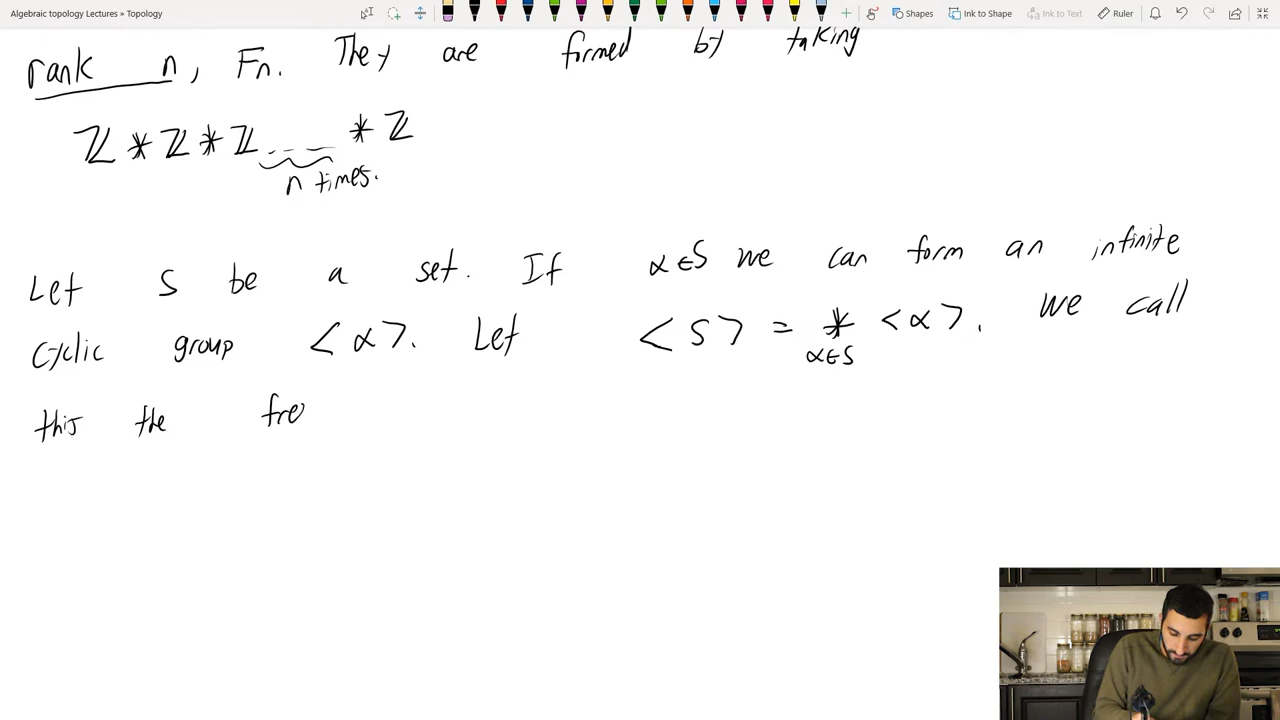 Algebraic topology Lectures – Topology
Shapes Ink to Shape Ink to Text Ruler
rank n, Fn. They are formed by taking
ℤ * ℤ * ℤ ..... * ℤ
n times.
Let S be a set. If α ∈ S we can form an infinite
cyclic group <α>. Let <S> = * <α>. We call
α∈S
this the fre